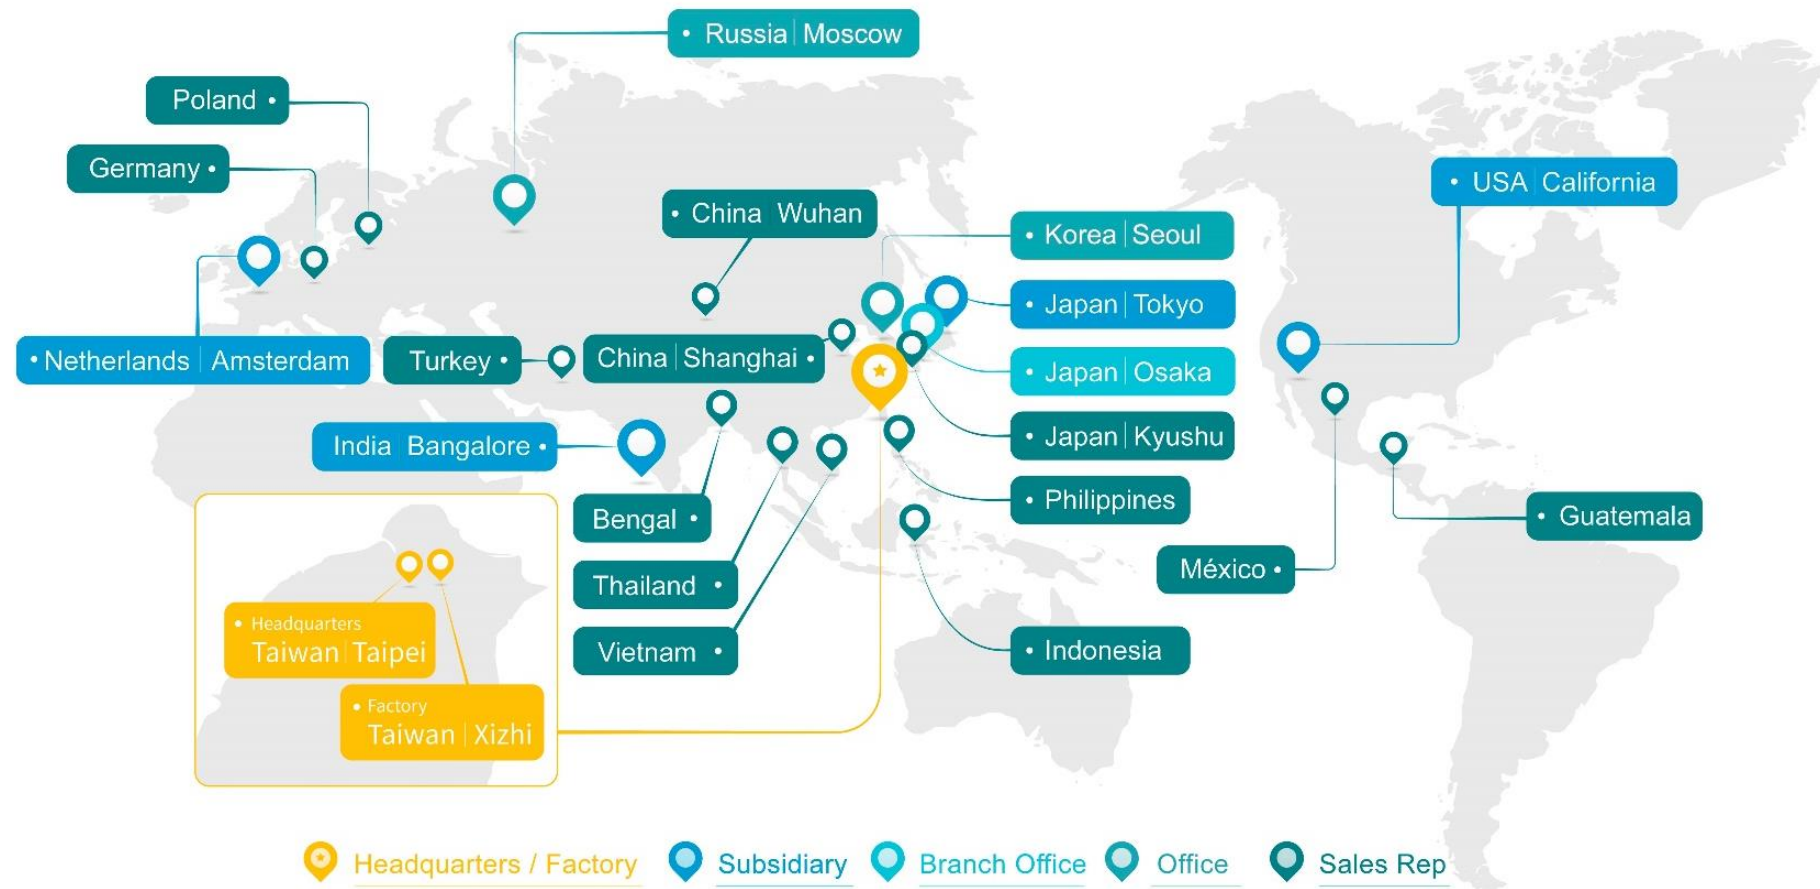 Russia | Moscow
Poland
Germany
USA | California
China | Wuhan
Korea | Seoul
Japan | Tokyo
Netherlands | Amsterdam
Turkey
China | Shanghai
Japan | Osaka
India | Bangalore
Japan | Kyushu
Bengal
Philippines
Guatemala
Thailand
México
Vietnam
Indonesia
Headquarters
Taiwan | Taipei
Factory
Taiwan | Xizhi
Headquarters / Factory
Subsidiary
Branch Office
Office
Sales Rep